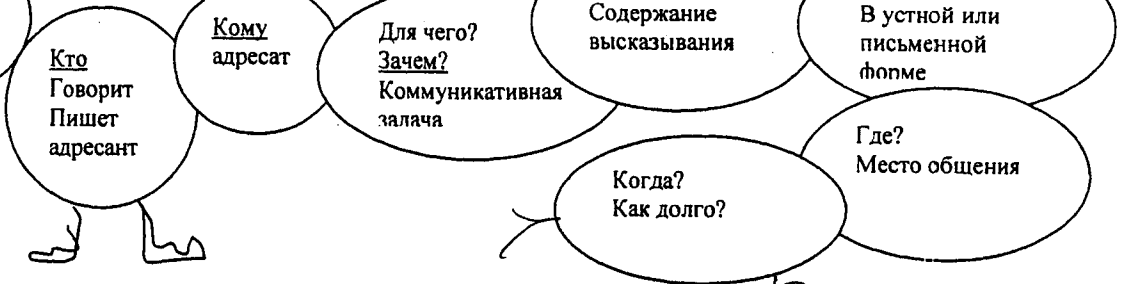 Кто
Говорит
Пишет
адресант
Кому
адресат
Для чего?
Зачем?
Коммуникативная
задача
Содержание
высказывания
В устной или
письменной
форме
Где?
Место общения
Когда?
Как долго?